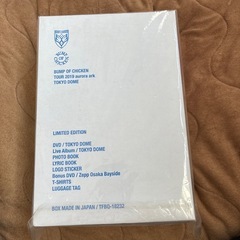 BUMP OF CHICKEN
TOUR 2019 aurora ark
TOKYO DOME
LIMITED EDITION
DVD / TOKYO DOME
Live Album / TOKYO DOME
PHOTO BOOK
LYRIC BOOK
LOGO STICKER
Bonus DVD / Zepp Osaka Bayside
T-SHIRTS
LUGGAGE TAG
BOX MADE IN JAPAN / TFBQ-18232